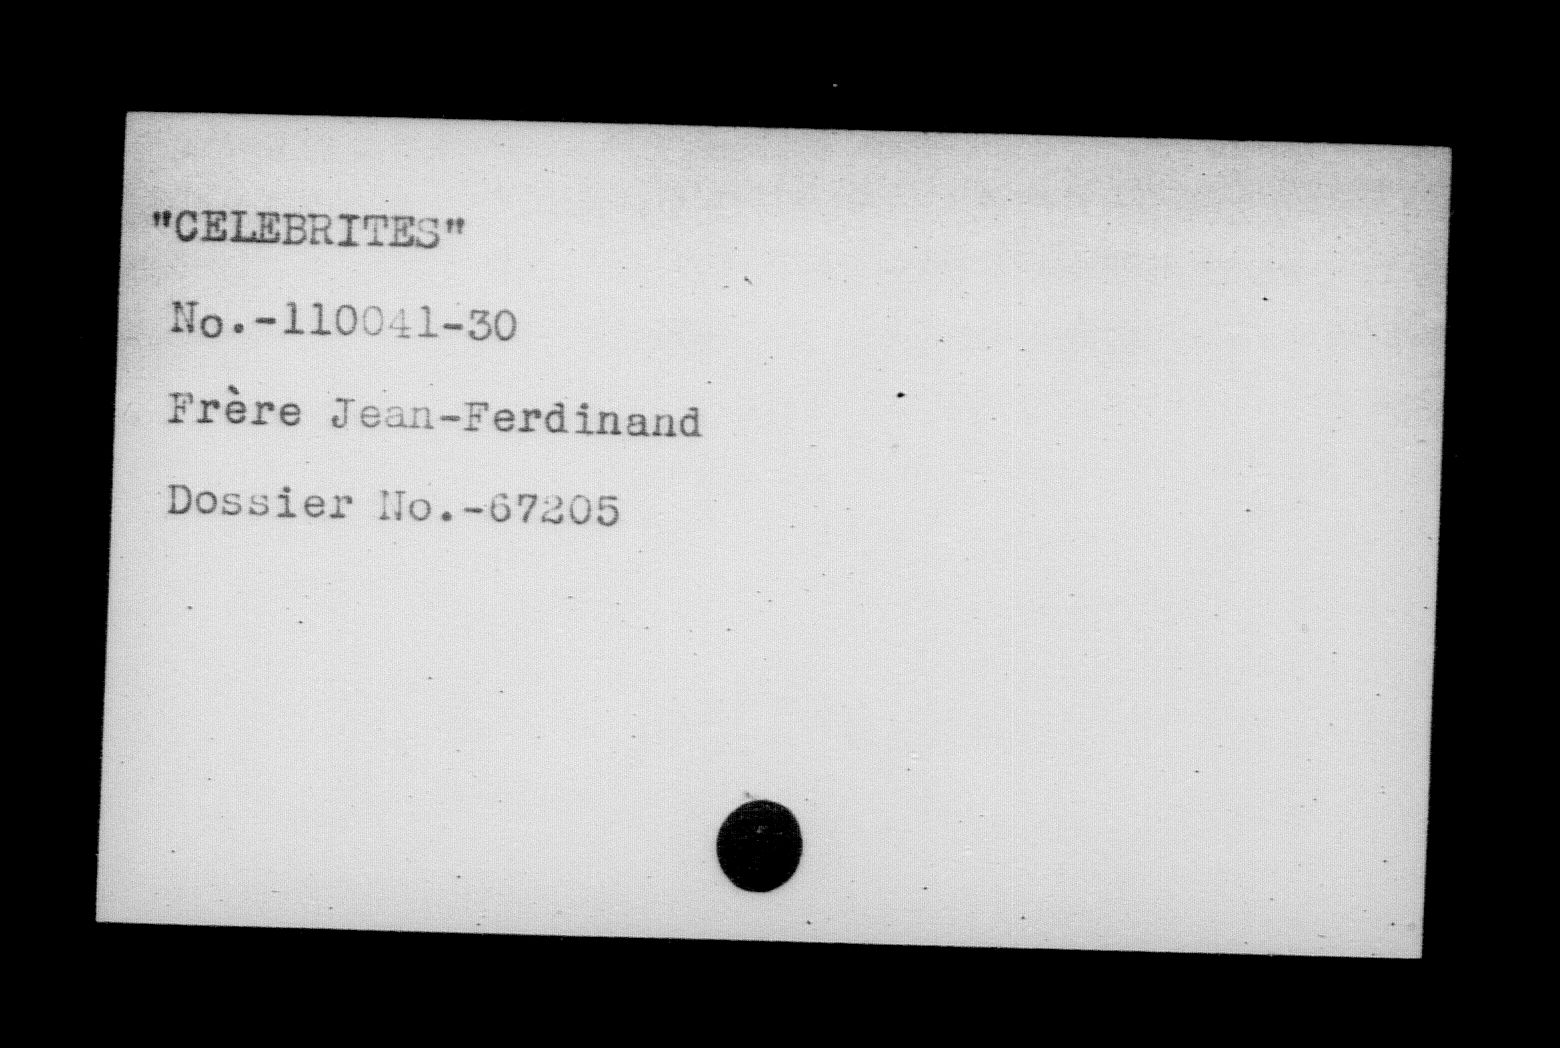 "CELEBRITES"
No.-110041-30
Frère Jean-Ferdinand
Dossier No.-67205